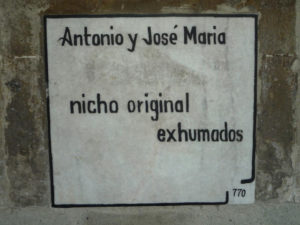 Antonio y José Maria
nicho original
exhumados
770